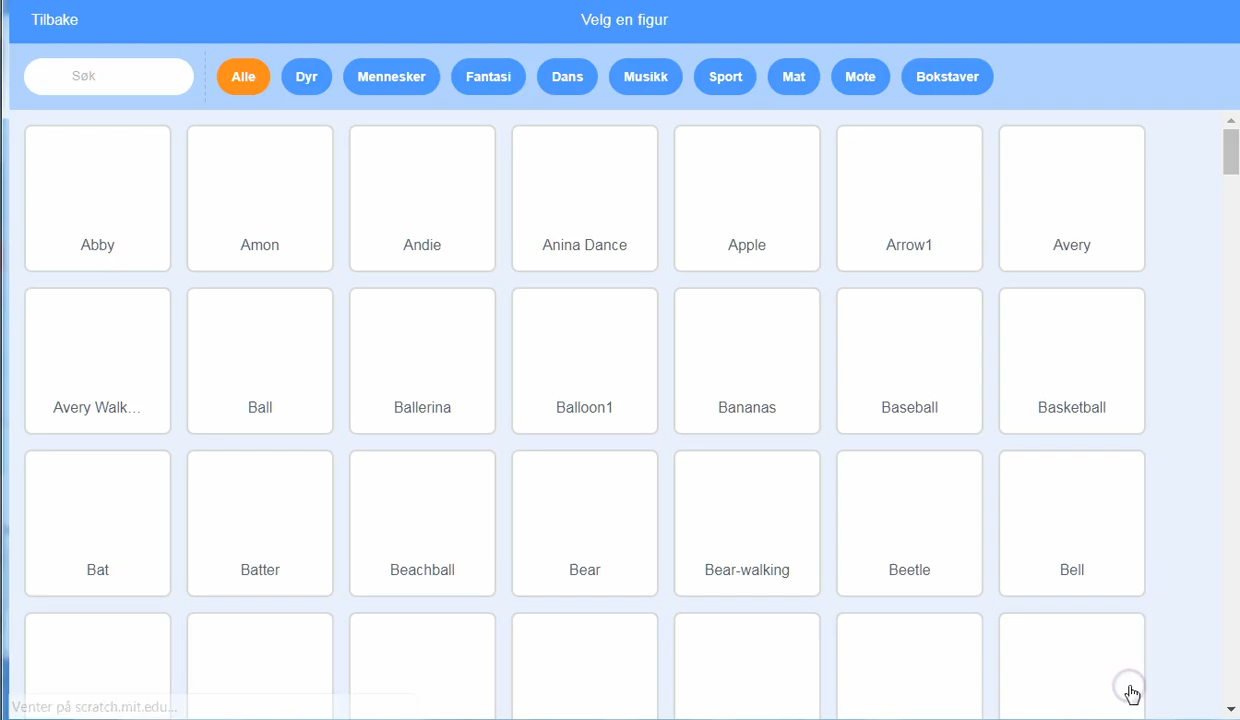 Tilbake
Velg en figur
Søk
Alle
Dyr
Mennesker
Fantasi
Dans
Musikk
Sport
Mat
Mote
Bokstaver
Abby
Amon
Andie
Anina Dance
Apple
Arrow1
Avery
Avery Walk...
Ball
Ballerina
Balloon1
Bananas
Baseball
Basketball
Bat
Batter
Beachball
Bear
Bear-walking
Beetle
Bell
Venter på scratch.mit.edu...